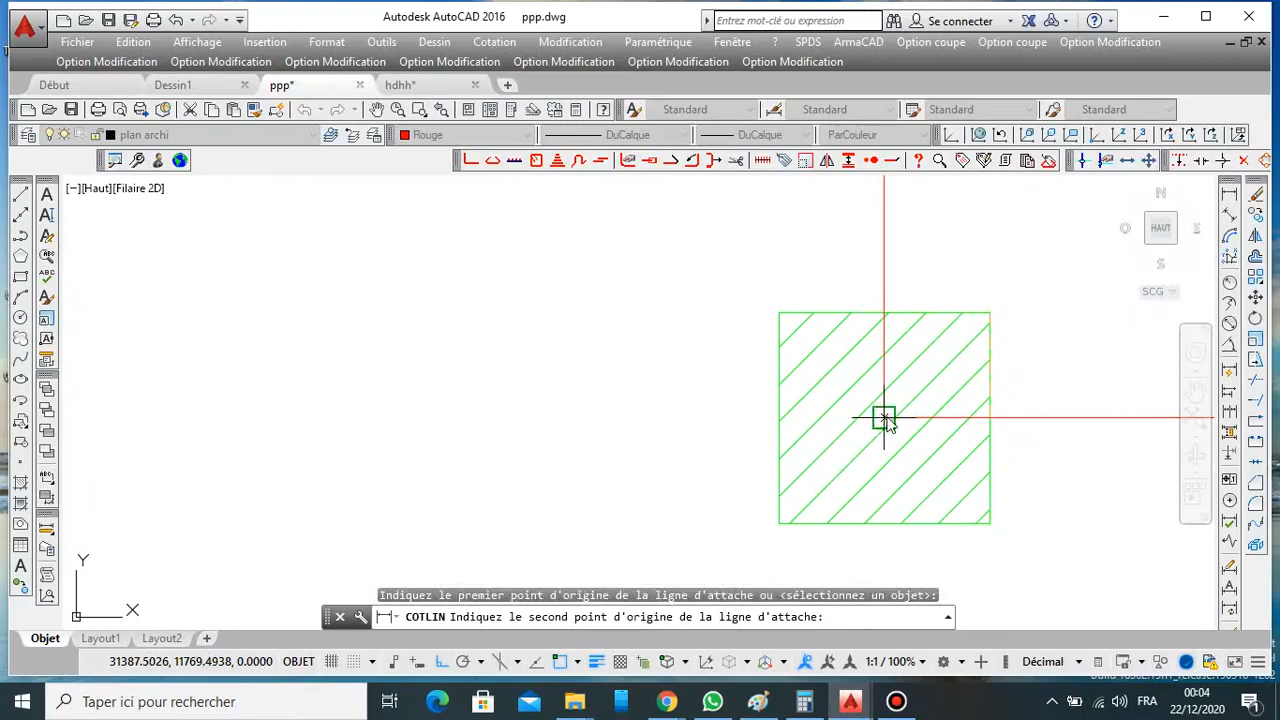 Autodesk AutoCAD 2016 ppp.dwg
Entrez mot-clé ou expression
Se connecter
Fichier Edition Affichage Insertion Format Outils Dessin Cotation Modification Paramétrique Fenêtre ? SPDS ArmaCAD Option coupe Option coupe Option Modification
Option Modification Option Modification Option Modification Option Modification Option Modification Option Modification Option Modification
Début Dessin1 ppp* hdhh*
Standard Standard Standard Standard
plan archi Rouge DuCalque DuCalque ParCouleur
[−][Haut][Filaire 2D]
N
O HAUT E
S
SCG
Y
X
Indiquez le premier point d'origine de la ligne d'attache ou <sélectionnez un objet>:
COTLIN Indiquez le second point d'origine de la ligne d'attache:
Objet Layout1 Layout2 +
31387.5026, 11769.4938, 0.0000 OBJET 1:1 / 100% Décimal
Taper ici pour rechercher
FRA
00:04
22/12/2020